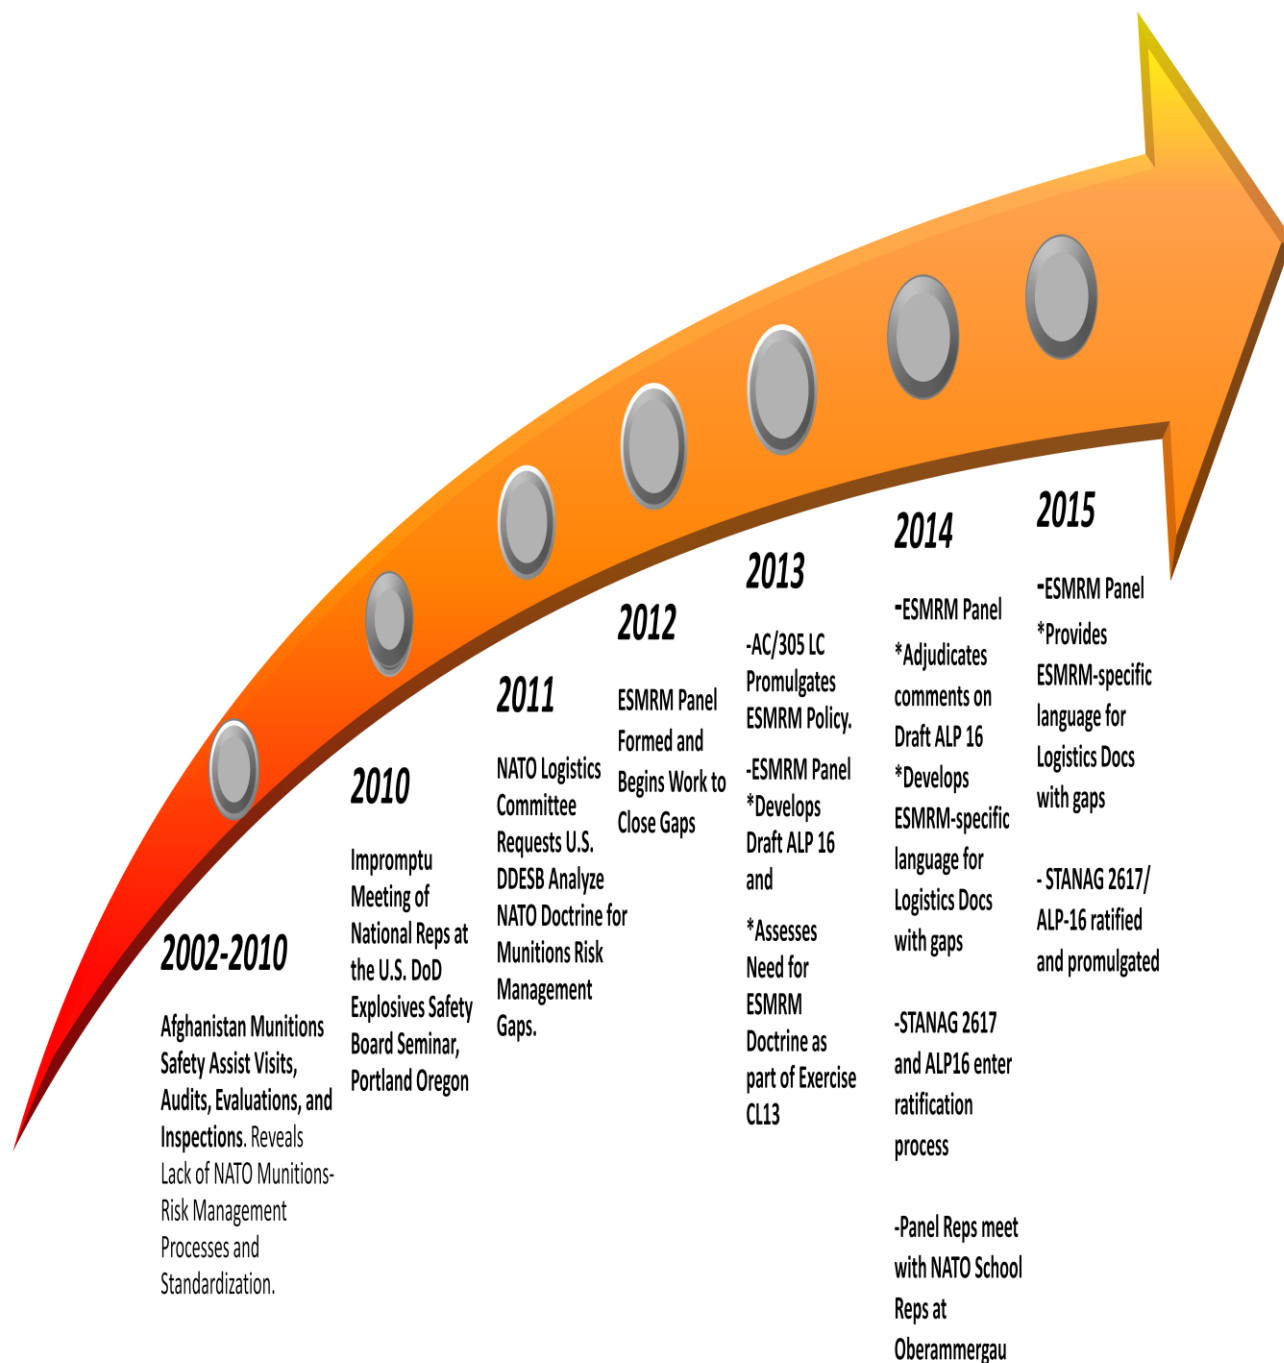 2002-2010
Afghanistan Munitions
Safety Assist Visits,
Audits, Evaluations, and
Inspections. Reveals
Lack of NATO Munitions-
Risk Management
Processes and
Standardization.
2010
Impromptu
Meeting of
National Reps at
the U.S. DoD
Explosives Safety
Board Seminar,
Portland Oregon
2011
NATO Logistics
Committee
Requests U.S.
DDESB Analyze
NATO Doctrine for
Munitions Risk
Management
Gaps.
2012
ESMRM Panel
Formed and
Begins Work to
Close Gaps
2013
-AC/305 LC
Promulgates
ESMRM Policy.
-ESMRM Panel
*Develops
Draft ALP 16
and
*Assesses
Need for
ESMRM
Doctrine as
part of Exercise
CL13
2014
-ESMRM Panel
*Adjudicates
comments on
Draft ALP 16
*Develops
ESMRM-specific
language for
Logistics Docs
with gaps
-STANAG 2617
and ALP16 enter
ratification
process
-Panel Reps meet
with NATO School
Reps at
Oberammergau
2015
-ESMRM Panel
*Provides
ESMRM-specific
language for
Logistics Docs
with gaps
- STANAG 2617/
ALP-16 ratified
and promulgated